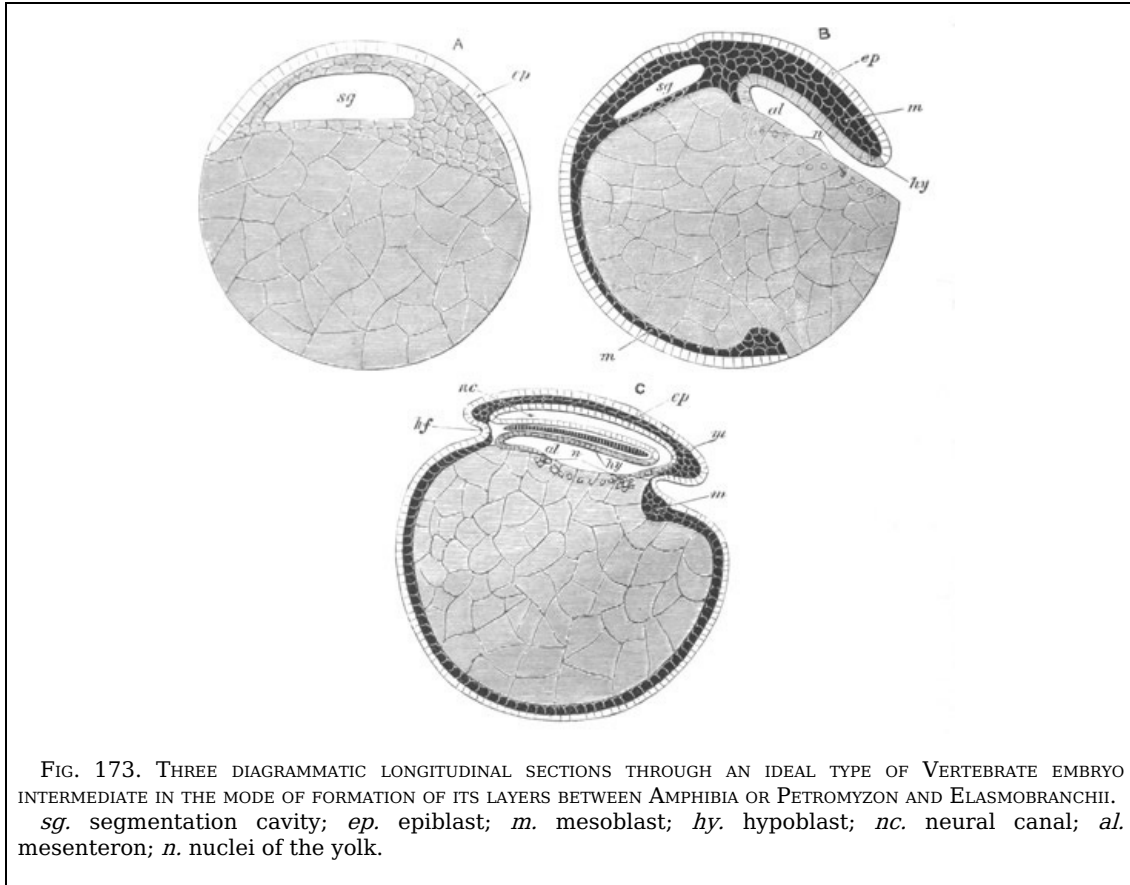 A
ep
sg
B
ep
sg
m
al
n
hy
m
C
nc
ep
hf
m
al n hy
m
FIG. 173. THREE DIAGRAMMATIC LONGITUDINAL SECTIONS THROUGH AN IDEAL TYPE OF VERTEBRATE EMBRYO
INTERMEDIATE IN THE MODE OF FORMATION OF ITS LAYERS BETWEEN AMPHIBIA OR PETROMYZON AND ELASMOBRANCHII.
sg. segmentation cavity; ep. epiblast; m. mesoblast; hy. hypoblast; nc. neural canal; al.
mesenteron; n. nuclei of the yolk.